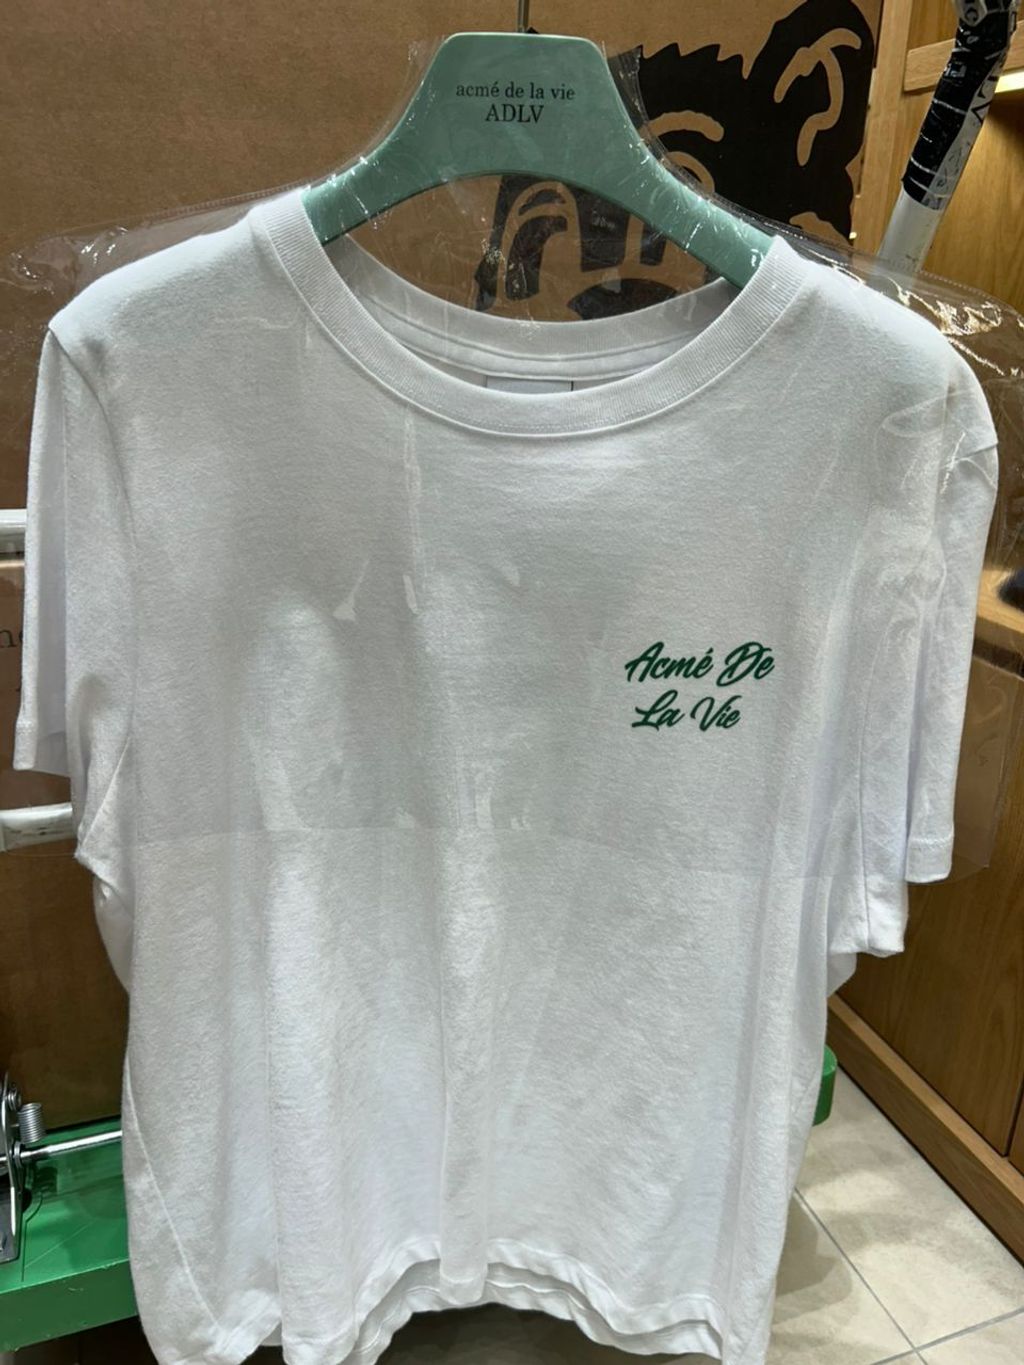 acmé de la vie
ADLV
Acmé De
La Vie